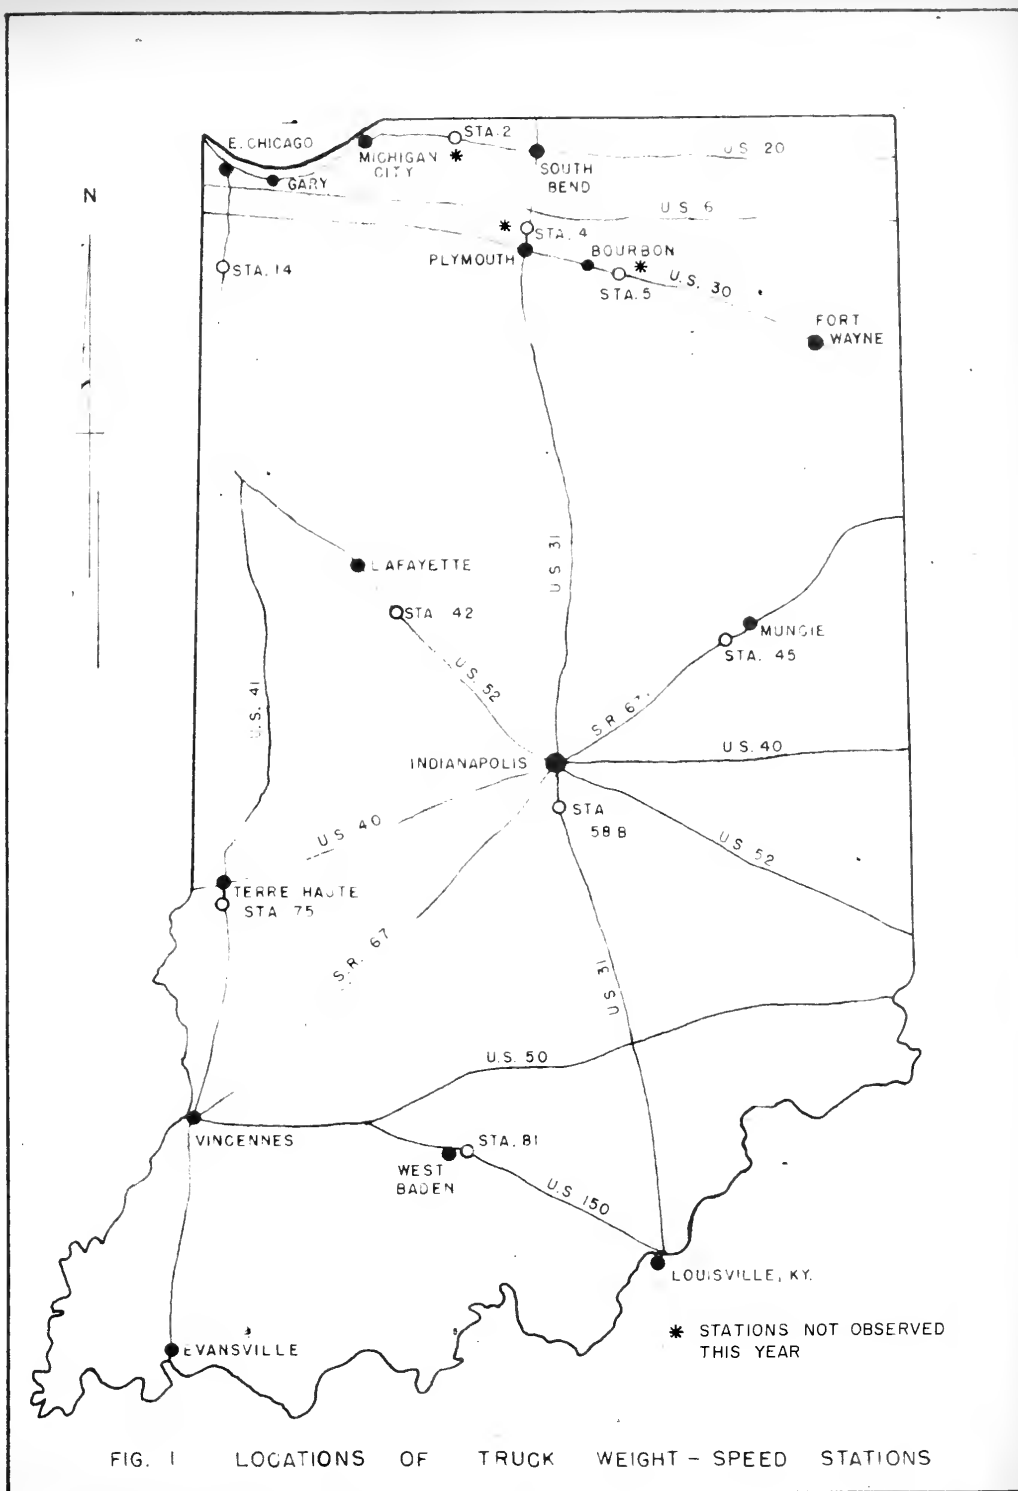 STA. 2
E. CHICAGO
MICHIGAN
CITY
U S 20
SOUTH
BEND
GARY
N
U. S. 6
STA. 4
PLYMOUTH
BOURBON
STA. 14
STA. 5
U. S. 30
FORT
WAYNE
U S 31
LAFAYETTE
STA 42
MUNCIE
STA. 45
U S. 52
U. S. 41
S.R. 67.
U.S. 40
INDIANAPOLIS
STA
58 B
U S 40
U S 52
TERRE HAUTE
STA 75
S.R. 67
U S 31
U.S. 50
VINCENNES
STA. 81
WEST
BADEN
U.S 150
LOUISVILLE, KY.
* STATIONS NOT OBSERVED
THIS YEAR
EVANSVILLE
FIG. 1 LOCATIONS OF TRUCK WEIGHT - SPEED STATIONS